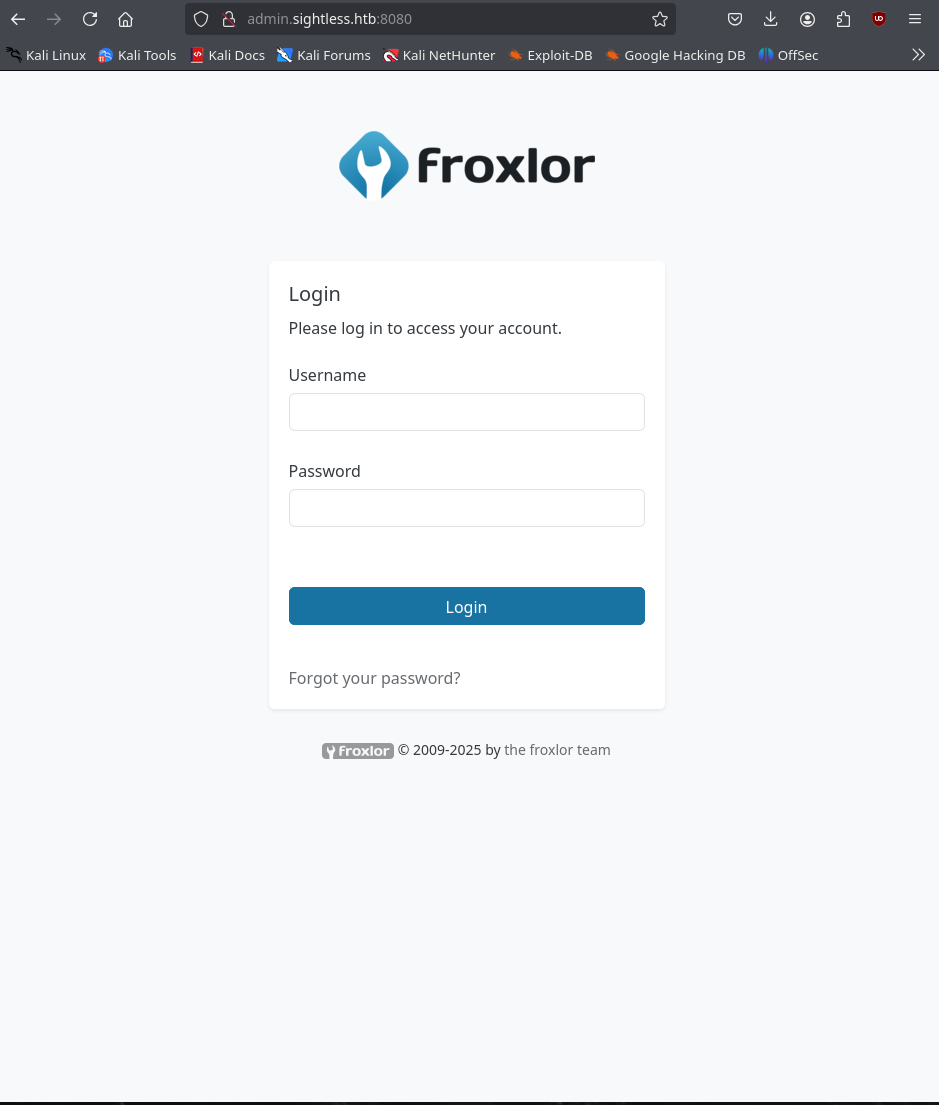 admin.sightless.htb:8080
Kali Linux Kali Tools Kali Docs Kali Forums Kali NetHunter Exploit-DB Google Hacking DB OffSec
froxlor
Login
Please log in to access your account.
Username
Password
Login
Forgot your password?
froxlor © 2009-2025 by the froxlor team